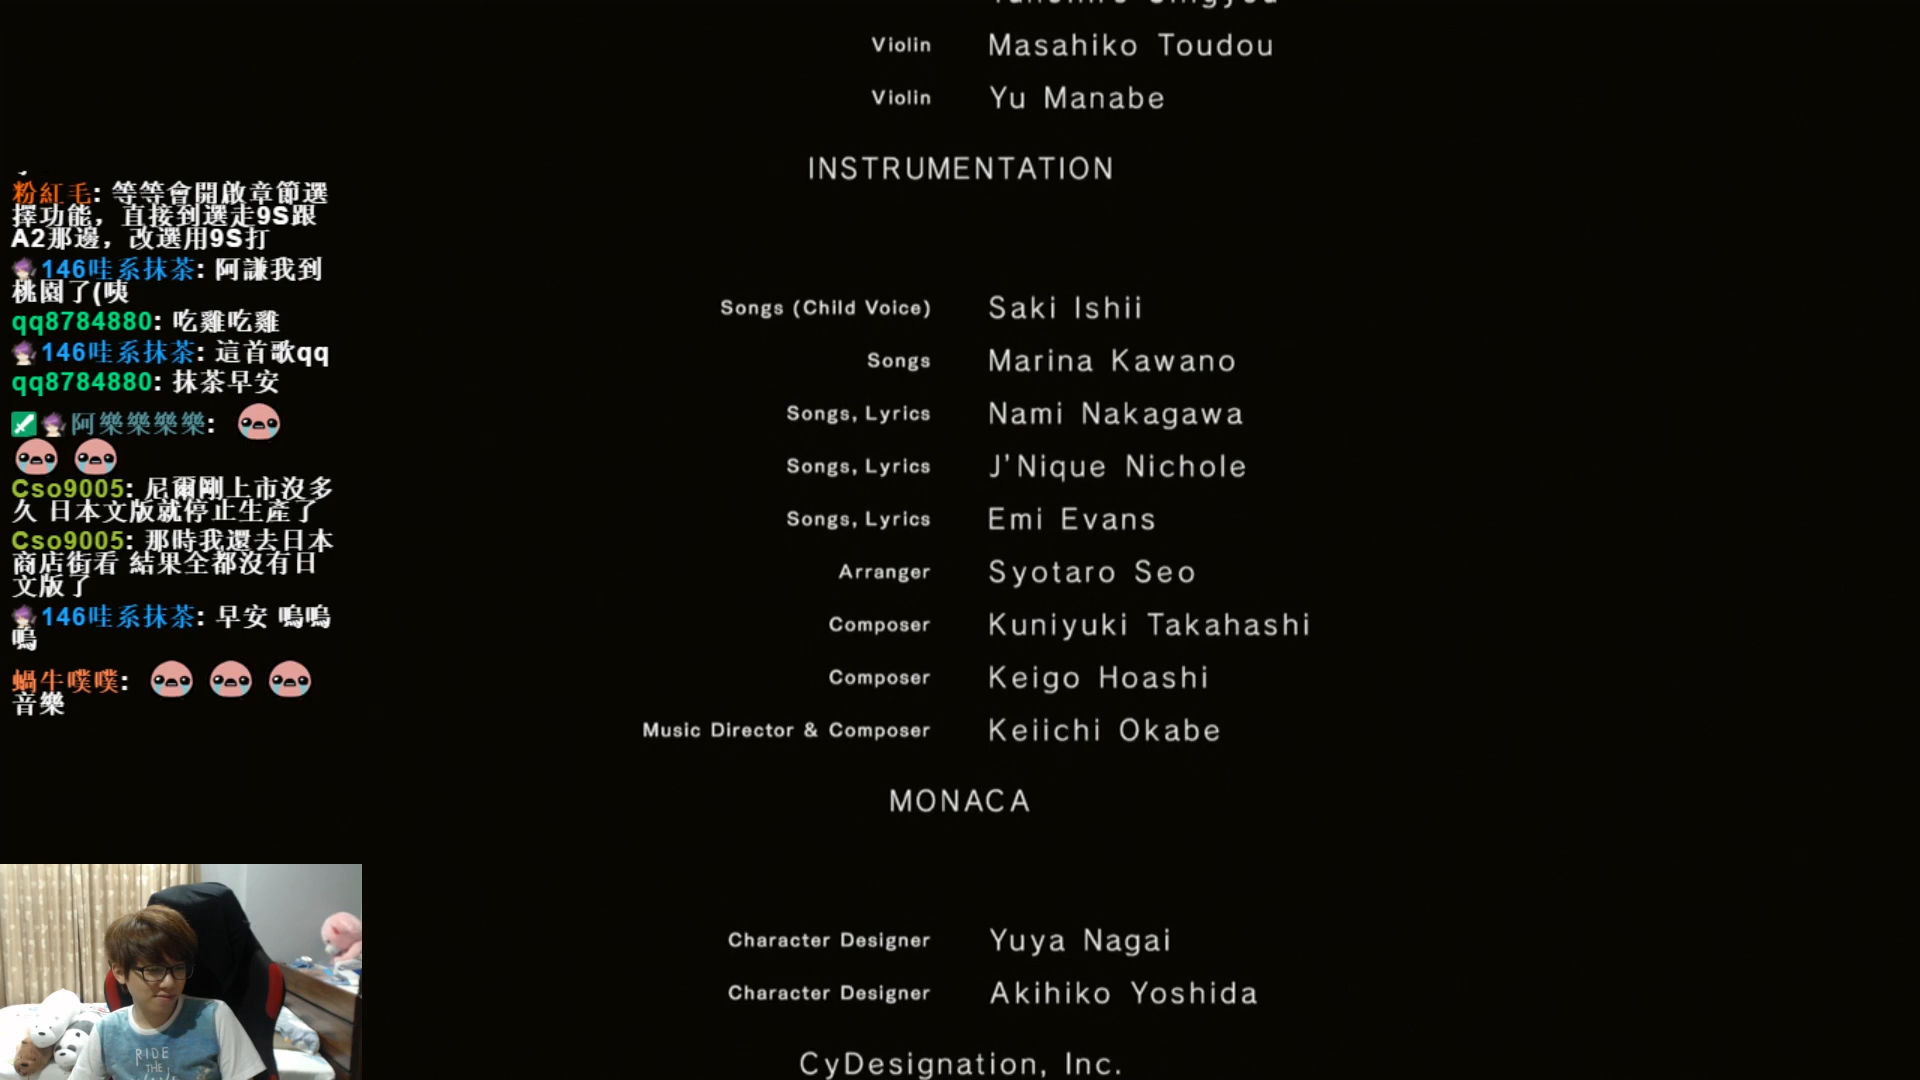 Violin Masahiko Toudou
Violin Yu Manabe
INSTRUMENTATION
Songs (Child Voice) Saki Ishii
Songs Marina Kawano
Songs, Lyrics Nami Nakagawa
Songs, Lyrics J'Nique Nichole
Songs, Lyrics Emi Evans
Arranger Syotaro Seo
Composer Kuniyuki Takahashi
Composer Keigo Hoashi
Music Director & Composer Keiichi Okabe
MONACA
Character Designer Yuya Nagai
Character Designer Akihiko Yoshida
CyDesignation, Inc.
粉紅毛: 等等會開啟章節選
擇功能，直接到選走9S跟
A2那邊，改選用9S打
146哇系抹茶: 阿謙我到
桃園了(咦
qq8784880: 吃雞吃雞
146哇系抹茶: 這首歌qq
qq8784880: 抹茶早安
阿樂樂樂樂:
Cso9005: 尼爾剛上市沒多
久 日本文版就停止生產了
Cso9005: 那時我還去日本
商店街看 結果全都沒有日
文版了
146哇系抹茶: 早安 嗚嗚
嗚
蝸牛噗噗:
音樂
RIDE
THE